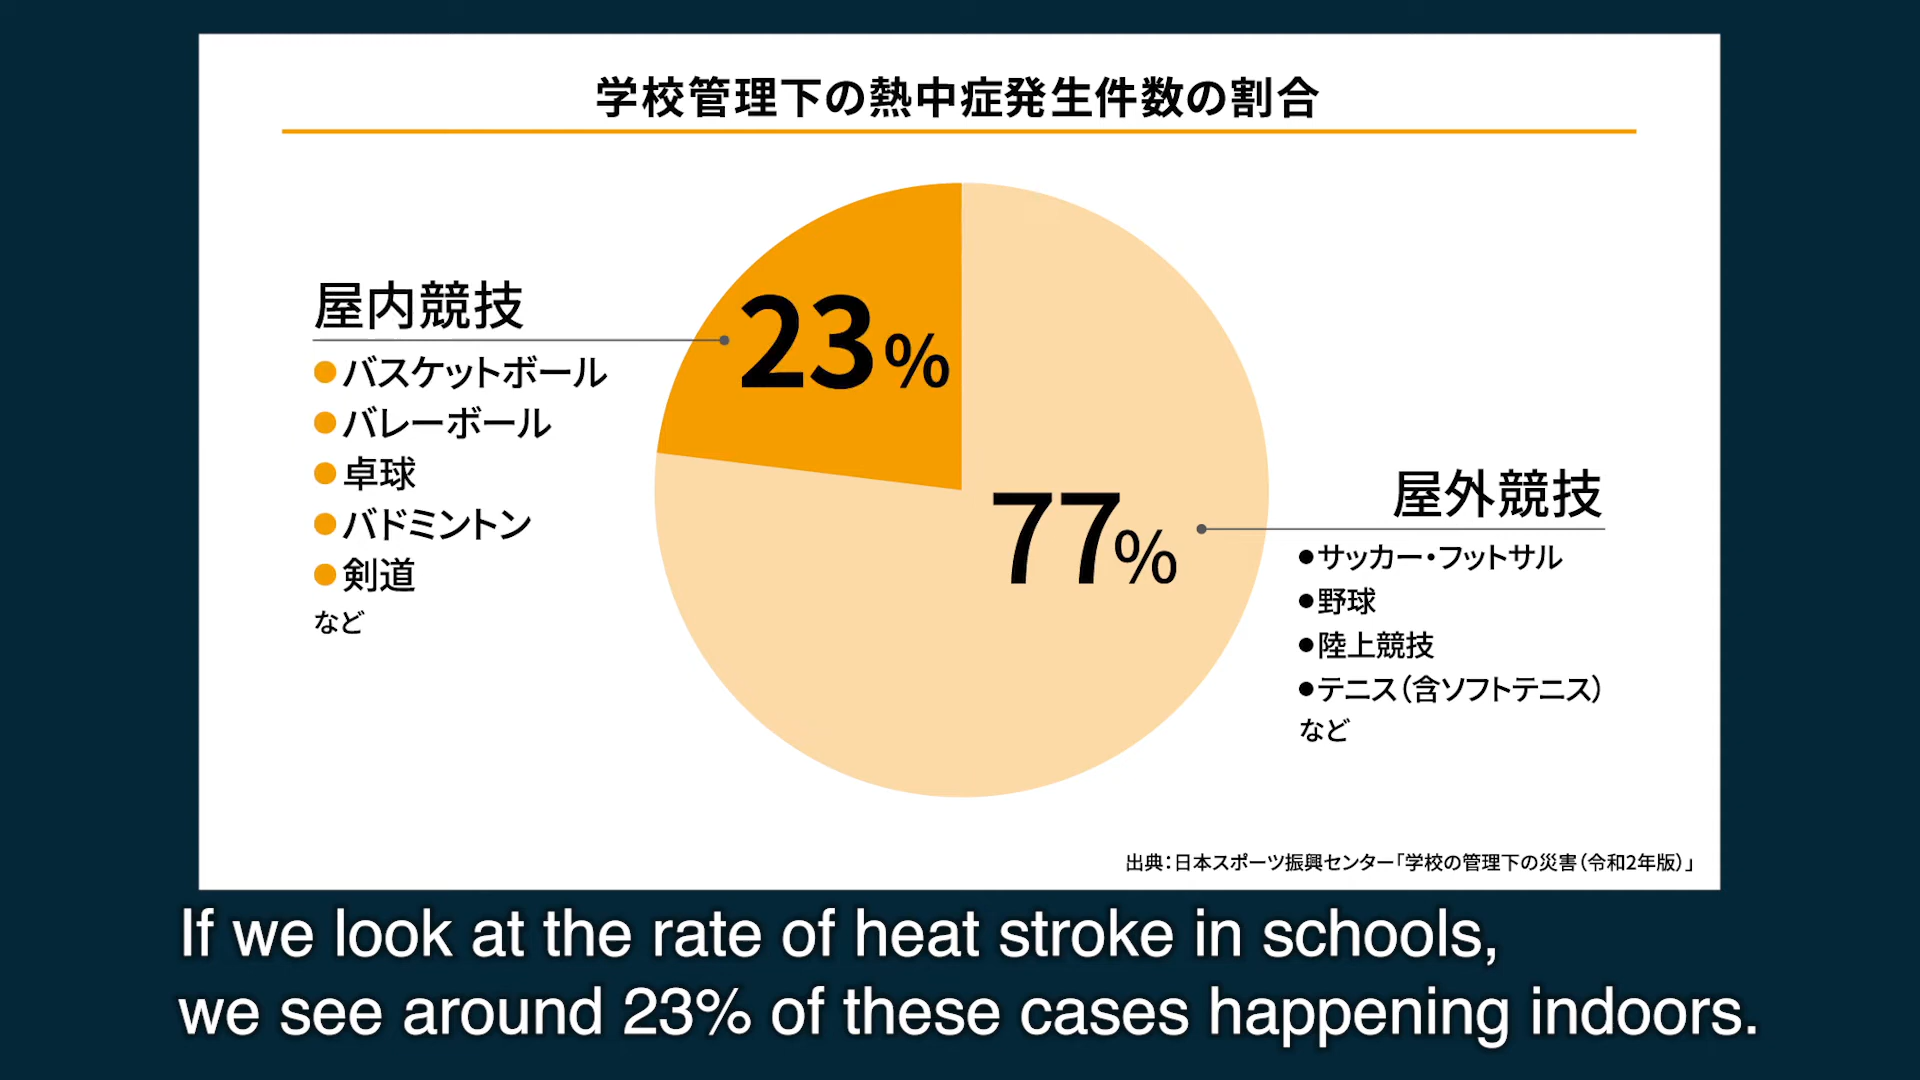 学校管理下の熱中症発生件数の割合
屋内競技
●バスケットボール
●バレーボール
●卓球
●バドミントン
●剣道
など
23%
77%
屋外競技
●サッカー・フットサル
●野球
●陸上競技
●テニス(含ソフトテニス)
など
出典:日本スポーツ振興センター「学校の管理下の災害(令和2年版)」
If we look at the rate of heat stroke in schools,
we see around 23% of these cases happening indoors.